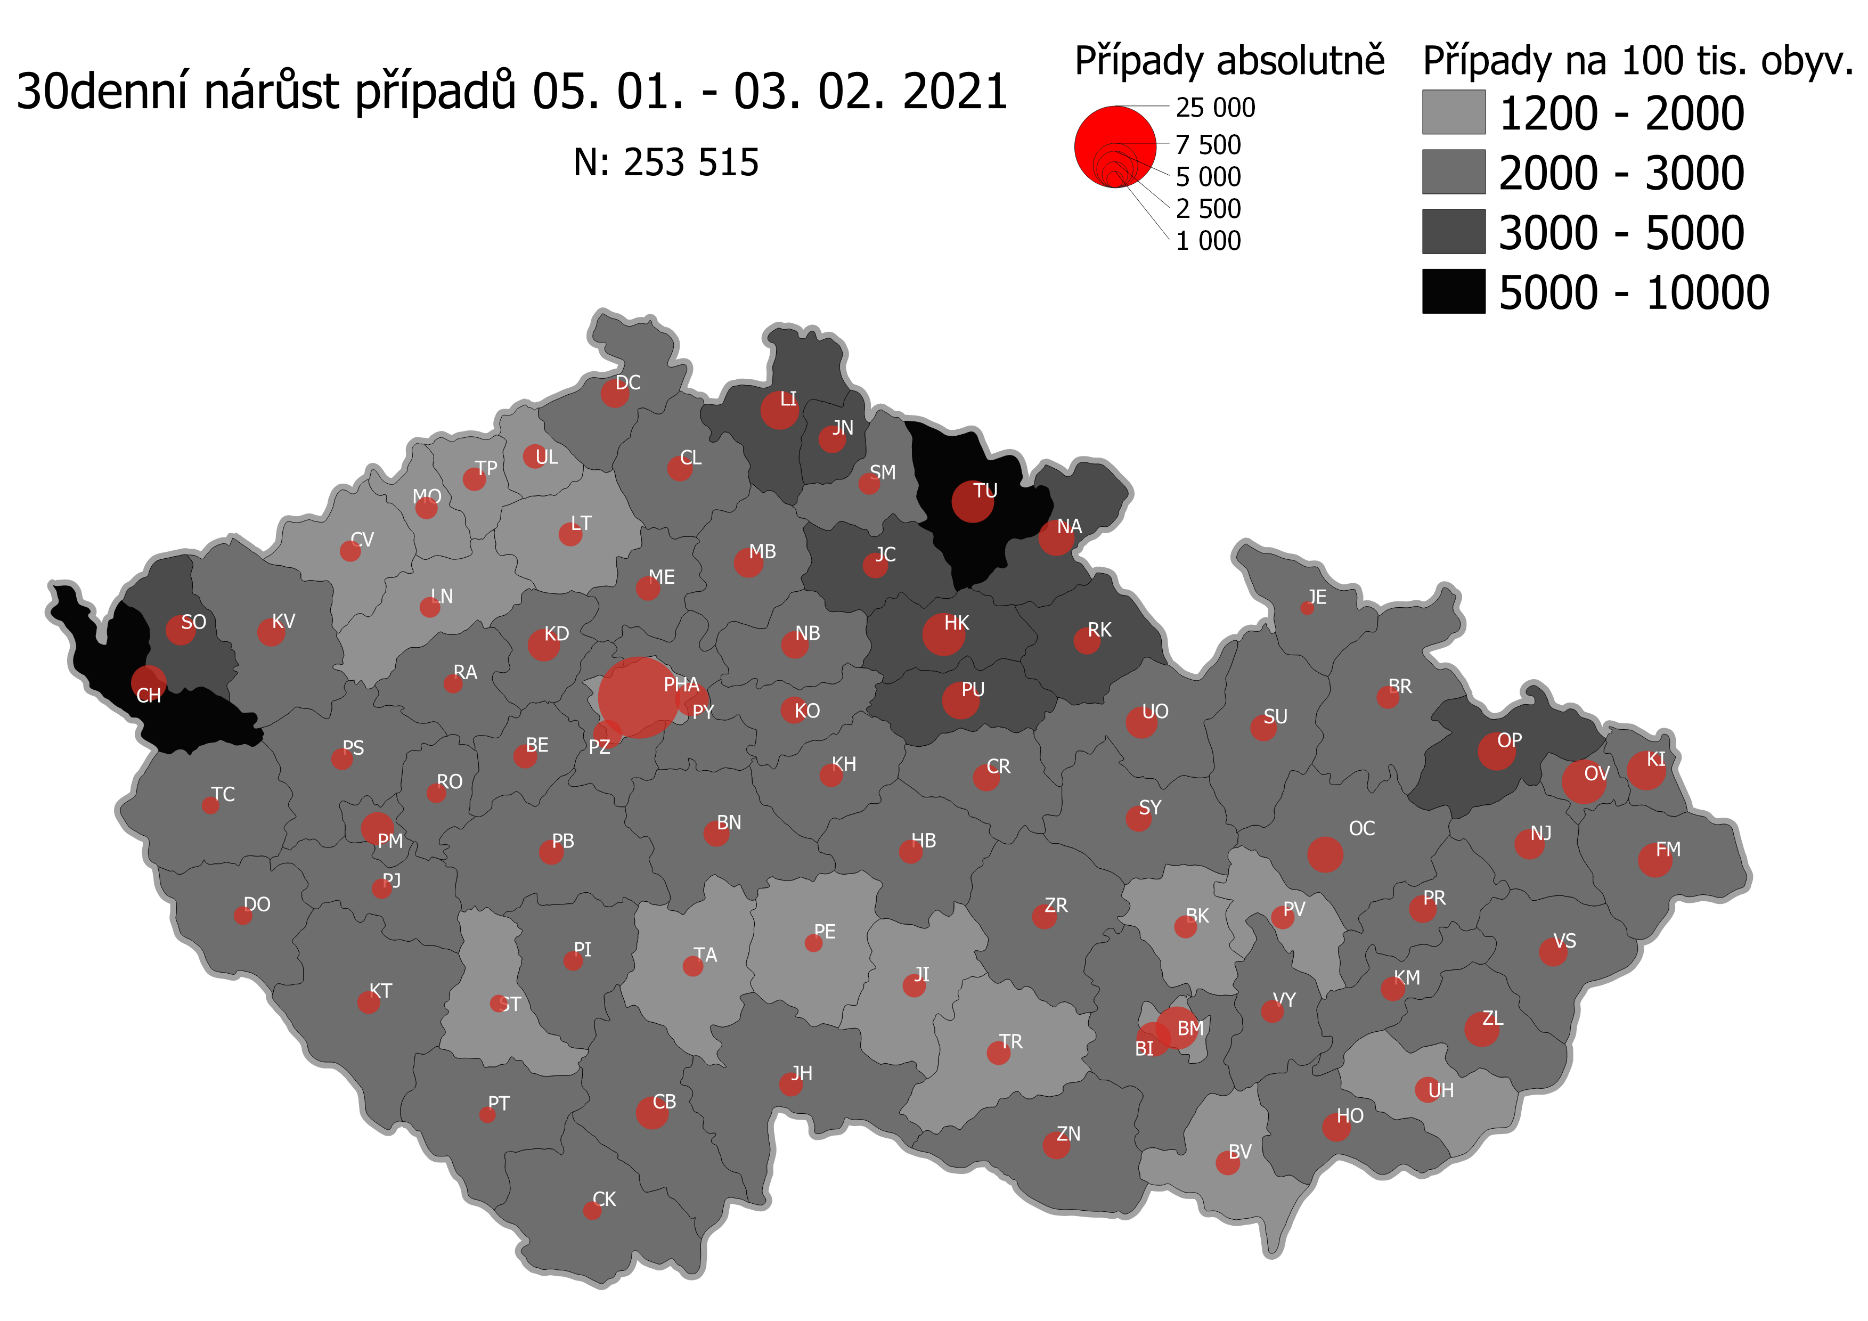 30denní nárůst případů 05. 01. - 03. 02. 2021
N: 253 515
Případy absolutně
25 000
7 500
5 000
2 500
1 000
Případy na 100 tis. obyv.
1200 - 2000
2000 - 3000
3000 - 5000
5000 - 10000
DC
LI
JN
UL
TP
CL
SM
MO
TU
LT
NA
CV
MB
JC
ME
LN
JE
SO
KV
KD
NB
HK
RK
RA
PHA
CH
PU
BR
PY
KO
UO
SU
PZ
BE
PS
OP
KI
OV
KH
CR
RO
TC
SY
BN
OC
PM
PB
HB
NJ
FM
PJ
DO
ZR
BK
PV
PR
PE
PI
TA
VS
JI
KM
KT
ST
VY
ZL
BM
TR
BI
JH
UH
PT
CB
HO
ZN
BV
CK